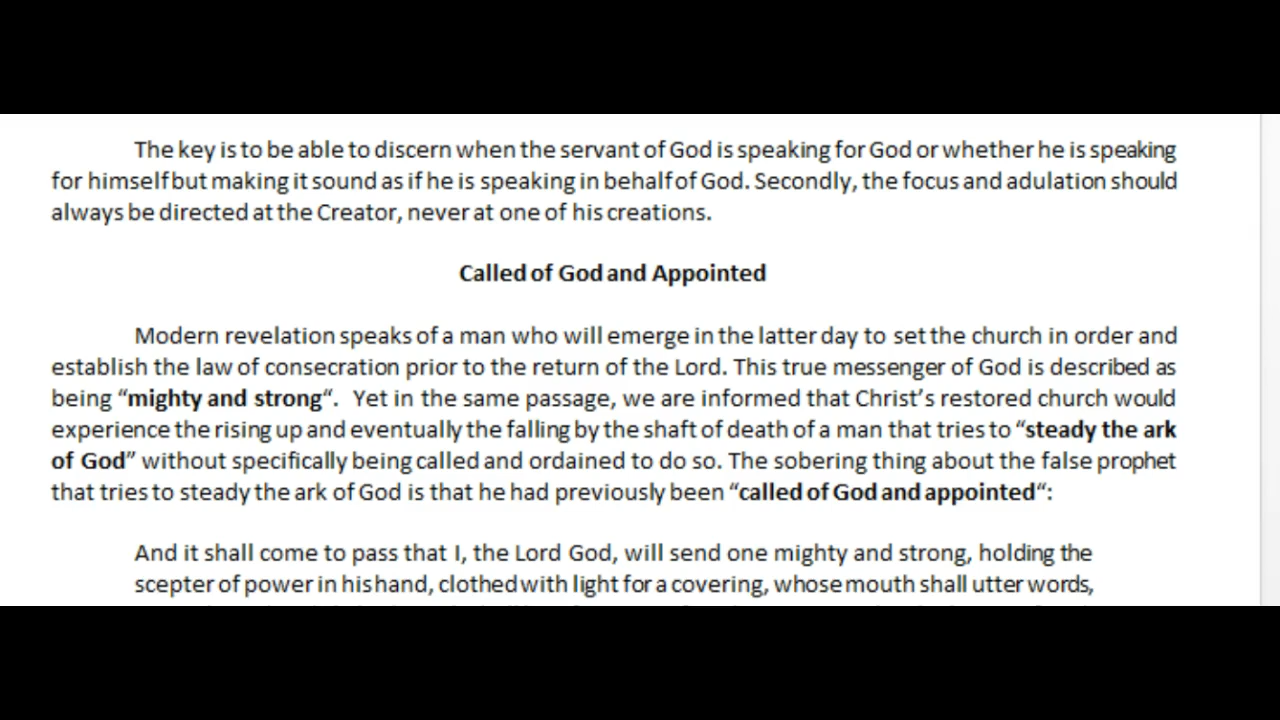 The key is to be able to discern when the servant of God is speaking for God or whether he is speaking
for himself but making it sound as if he is speaking in behalf of God. Secondly, the focus and adulation should
always be directed at the Creator, never at one of his creations.
Called of God and Appointed
Modern revelation speaks of a man who will emerge in the latter day to set the church in order and
establish the law of consecration prior to the return of the Lord. This true messenger of God is described as
being “mighty and strong“. Yet in the same passage, we are informed that Christ’s restored church would
experience the rising up and eventually the falling by the shaft of death of a man that tries to “steady the ark
of God” without specifically being called and ordained to do so. The sobering thing about the false prophet
that tries to steady the ark of God is that he had previously been “called of God and appointed“:
And it shall come to pass that I, the Lord God, will send one mighty and strong, holding the
scepter of power in his hand, clothed with light for a covering, whose mouth shall utter words,